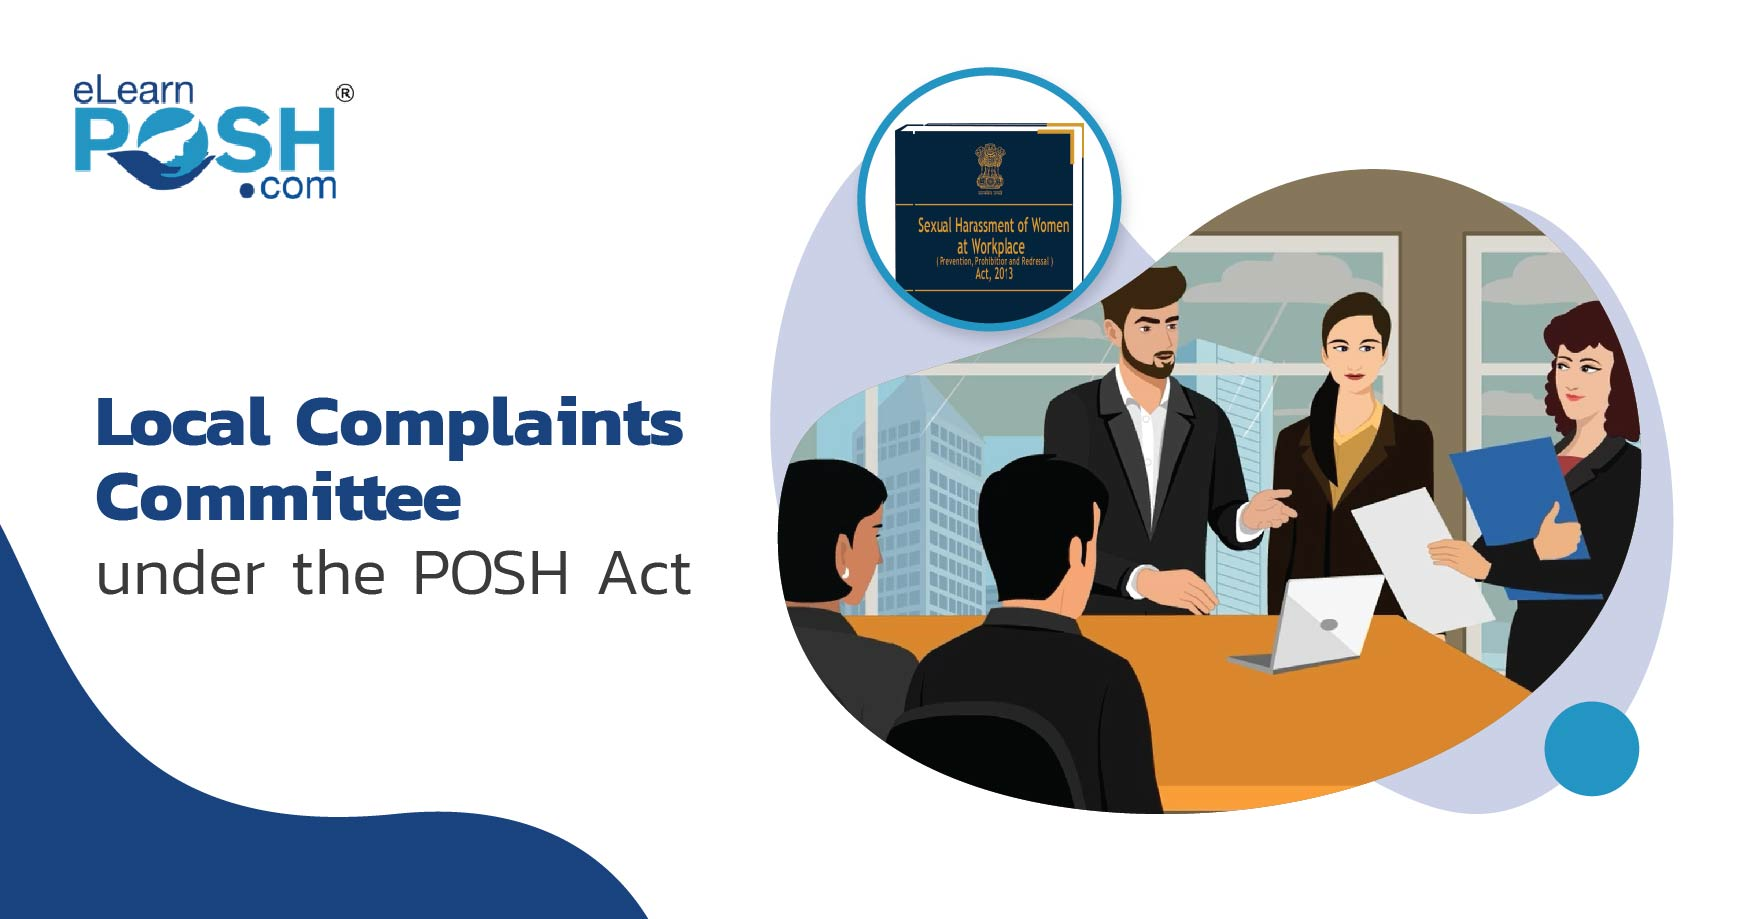 eLearn
POSH®
.com
Sexual Harassment of Women
at Workplace
( Prevention, Prohibition and Redressal )
Act, 2013
Local Complaints
Committee
under the POSH Act